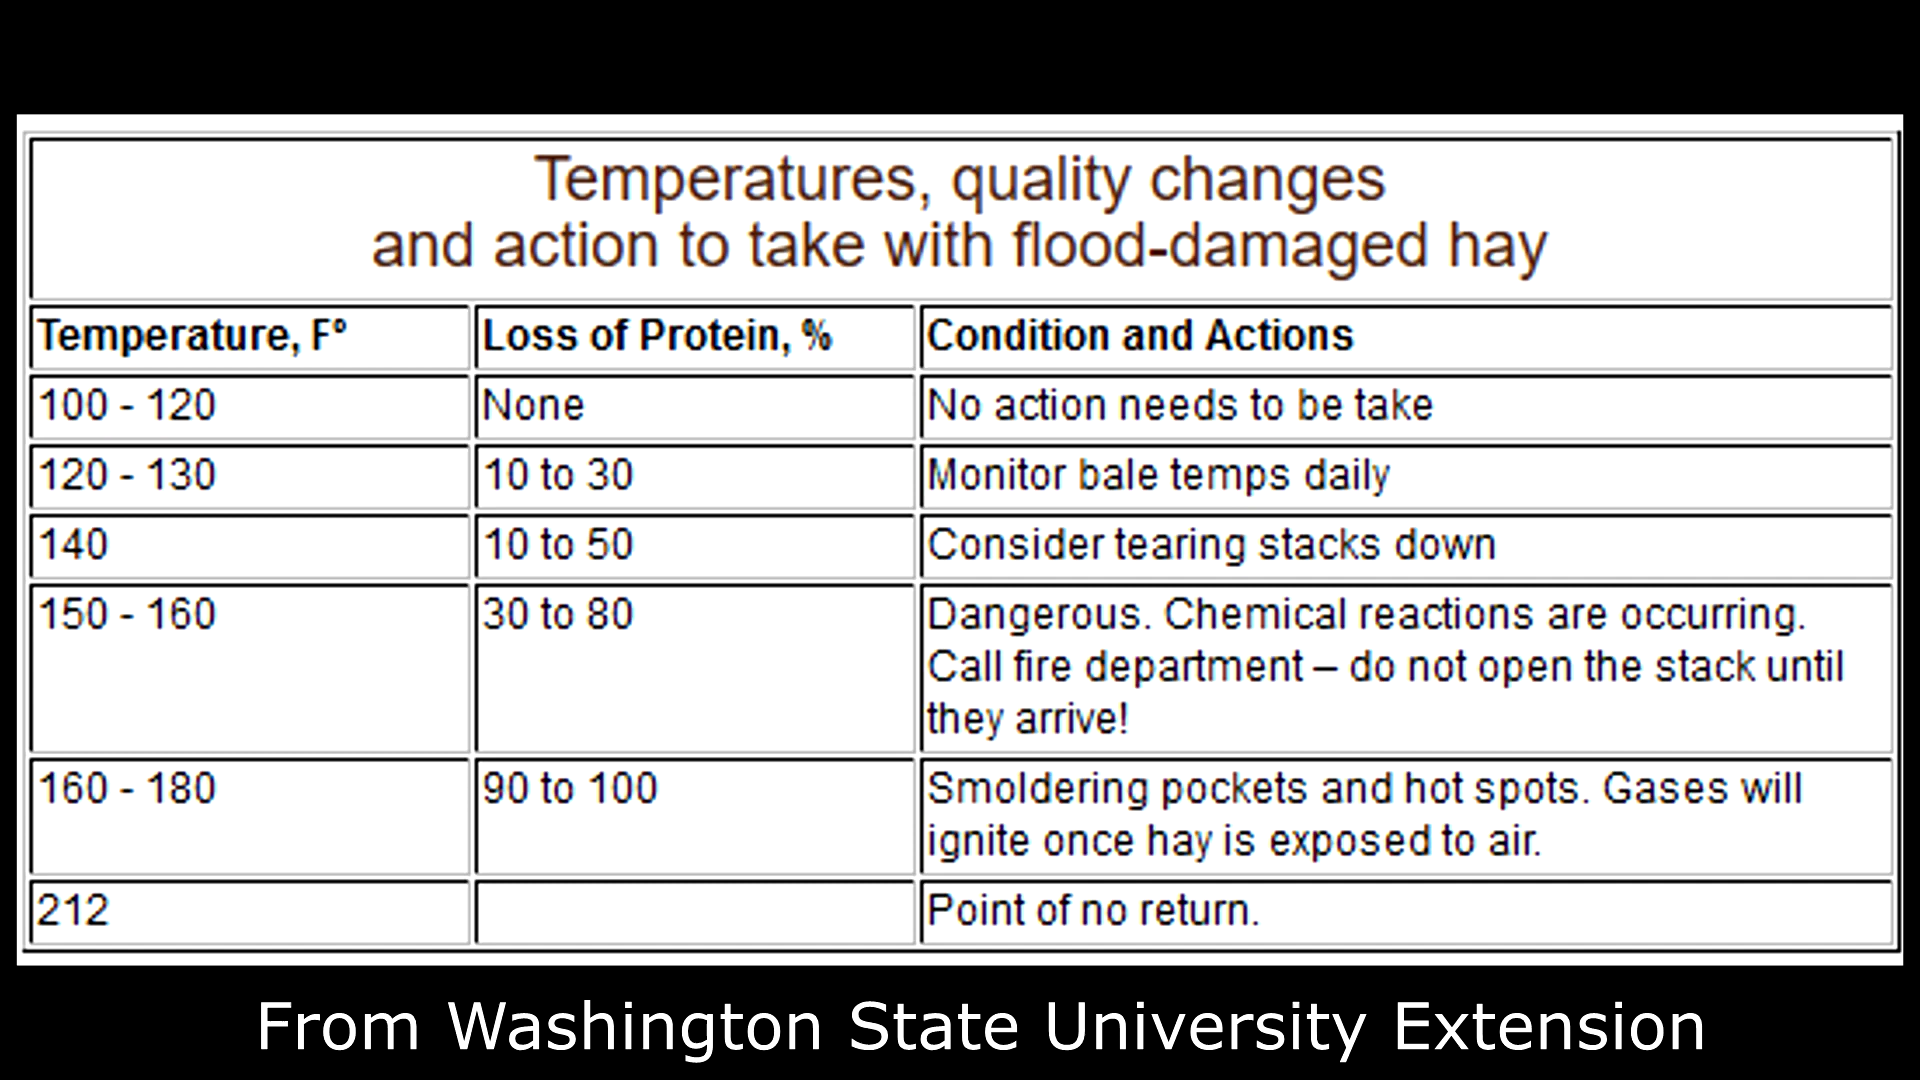 Temperatures, quality changes
and action to take with flood-damaged hay
Temperature, Fº Loss of Protein, % Condition and Actions
100 - 120 None No action needs to be take
120 - 130 10 to 30 Monitor bale temps daily
140 10 to 50 Consider tearing stacks down
150 - 160 30 to 80 Dangerous. Chemical reactions are occurring.
Call fire department – do not open the stack until
they arrive!
160 - 180 90 to 100 Smoldering pockets and hot spots. Gases will
ignite once hay is exposed to air.
212 Point of no return.
From Washington State University Extension